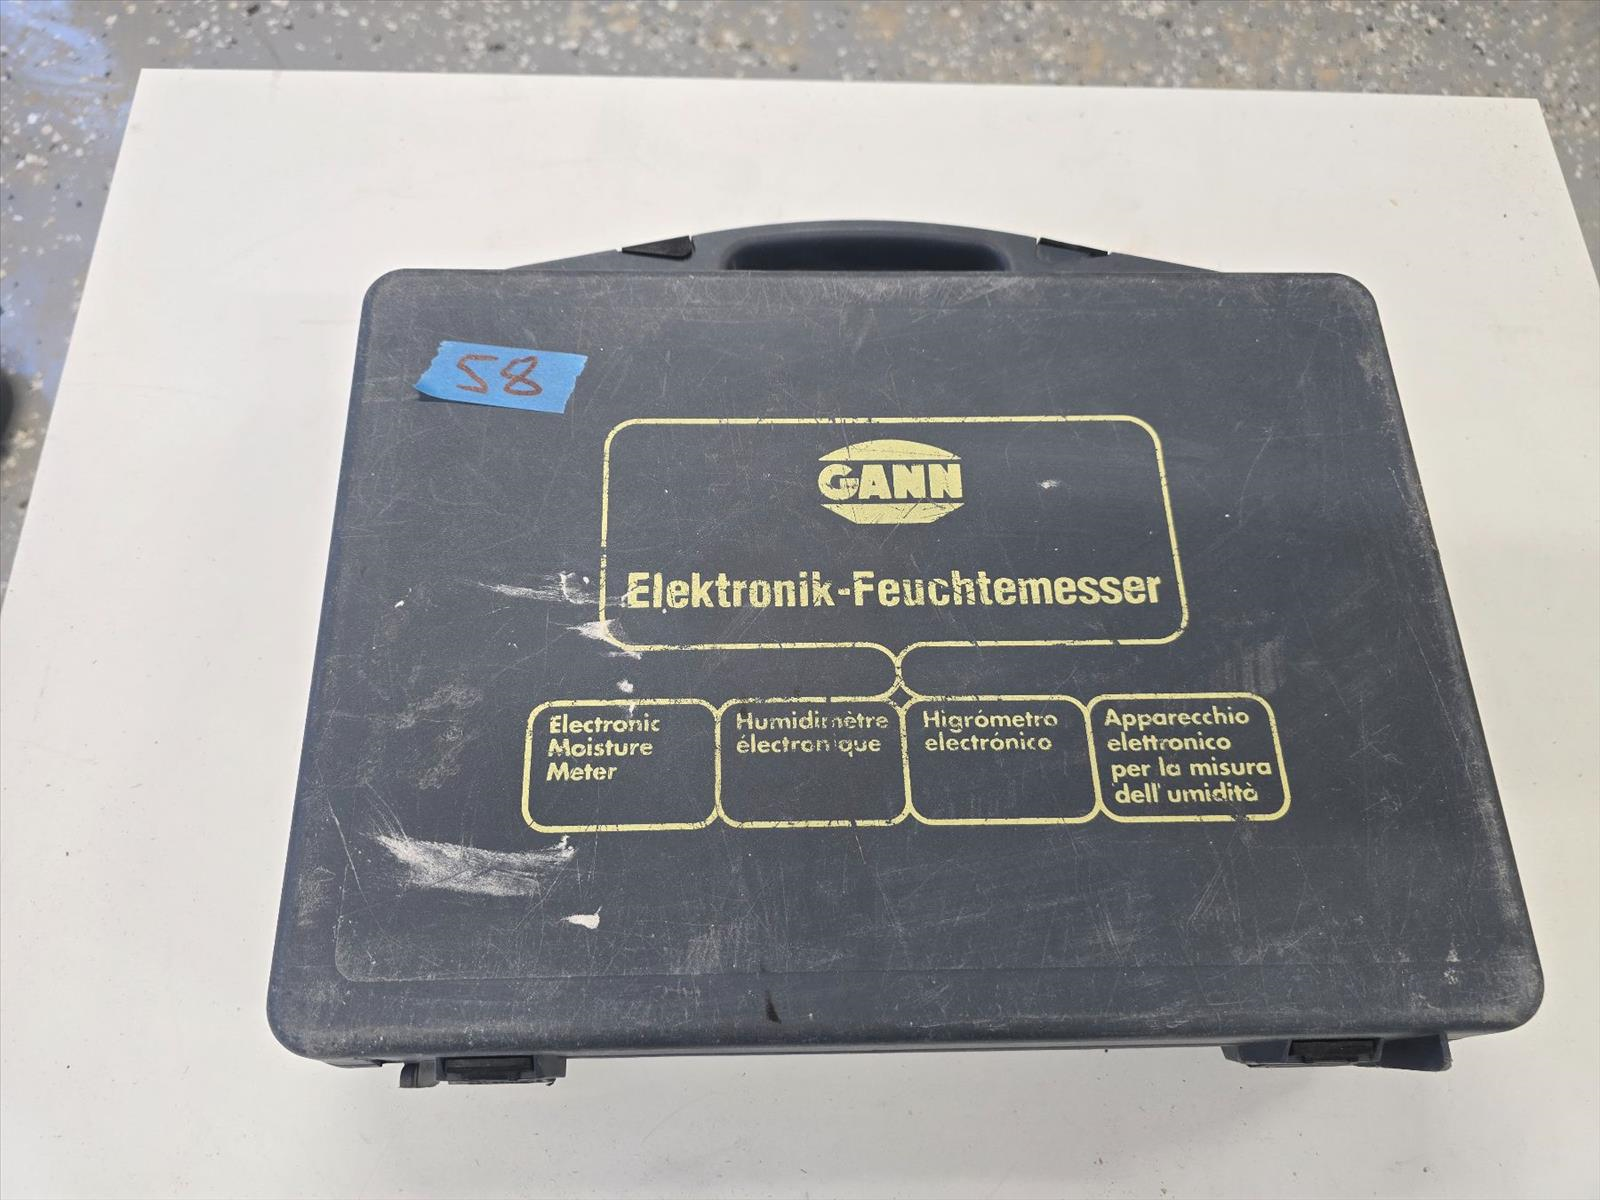 58
GANN
Elektronik-Feuchtemesser
Electronic
Moisture
Meter
Humidimètre
électronique
Higrómetro
electrónico
Apparecchio
elettronico
per la misura
dell' umidità